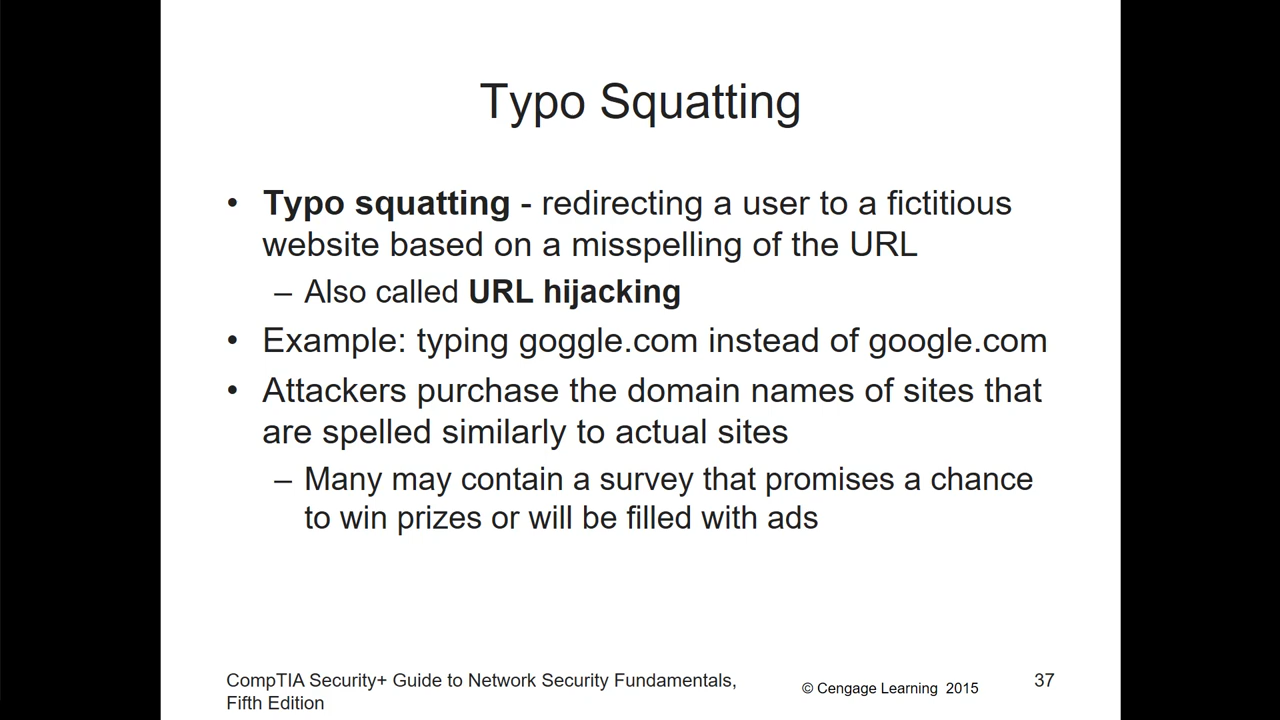 Typo Squatting
• Typo squatting - redirecting a user to a fictitious
website based on a misspelling of the URL
– Also called URL hijacking
• Example: typing goggle.com instead of google.com
• Attackers purchase the domain names of sites that
are spelled similarly to actual sites
– Many may contain a survey that promises a chance
to win prizes or will be filled with ads
CompTIA Security+ Guide to Network Security Fundamentals,
Fifth Edition
© Cengage Learning 2015
37